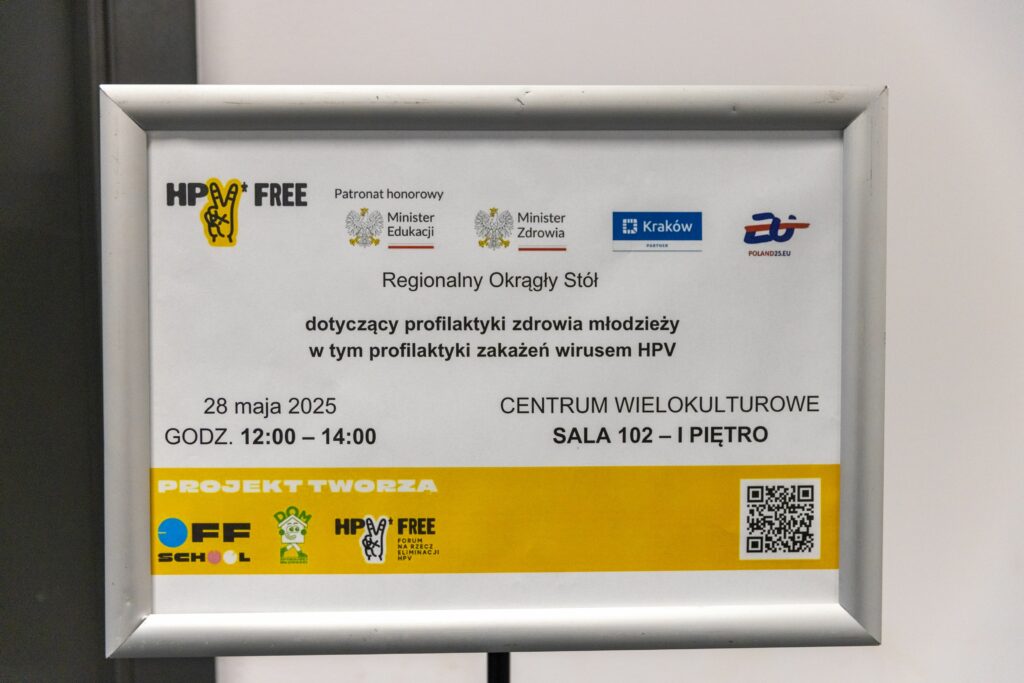 HPV* FREE
Patronat honorowy
Minister
Edukacji
Minister
Zdrowia
Kraków
PARTNER
POLAND25.EU
Regionalny Okrągły Stół
dotyczący profilaktyki zdrowia młodzieży
w tym profilaktyki zakażeń wirusem HPV
28 maja 2025
GODZ. 12:00 – 14:00
CENTRUM WIELOKULTUROWE
SALA 102 – I PIĘTRO
PROJEKT TWORZĄ
OFF
SCHOOL
DOM
HPV* FREE
FORUM
NA RZECZ
ELIMINACJI
HPV